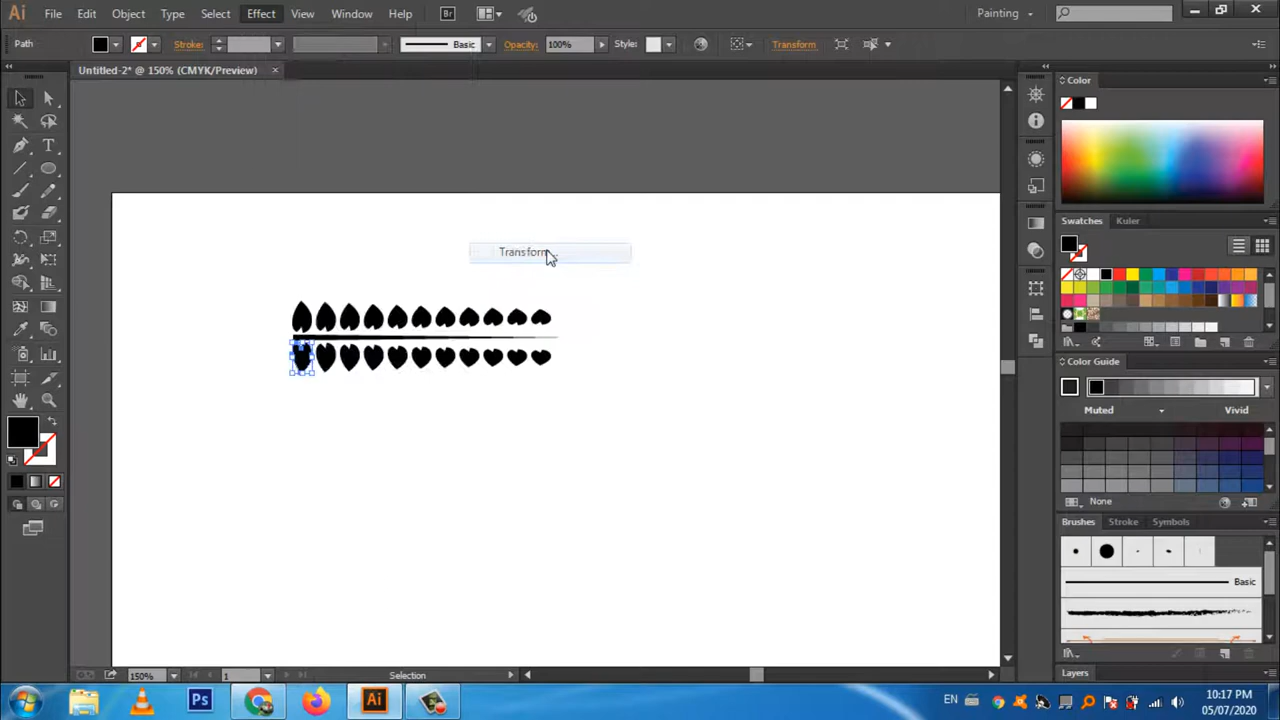 Ai File Edit Object Type Select Effect View Window Help Br Painting
Path Stroke: Basic Opacity: 100% Style: Transform
Untitled-2* @ 150% (CMYK/Preview)
Color
Transform...
Swatches Kuler
Color Guide
Muted Vivid
None
Brushes Stroke Symbols
Basic
Layers
150% 1 Selection
Ps Ai EN
10:17 PM
05/07/2020